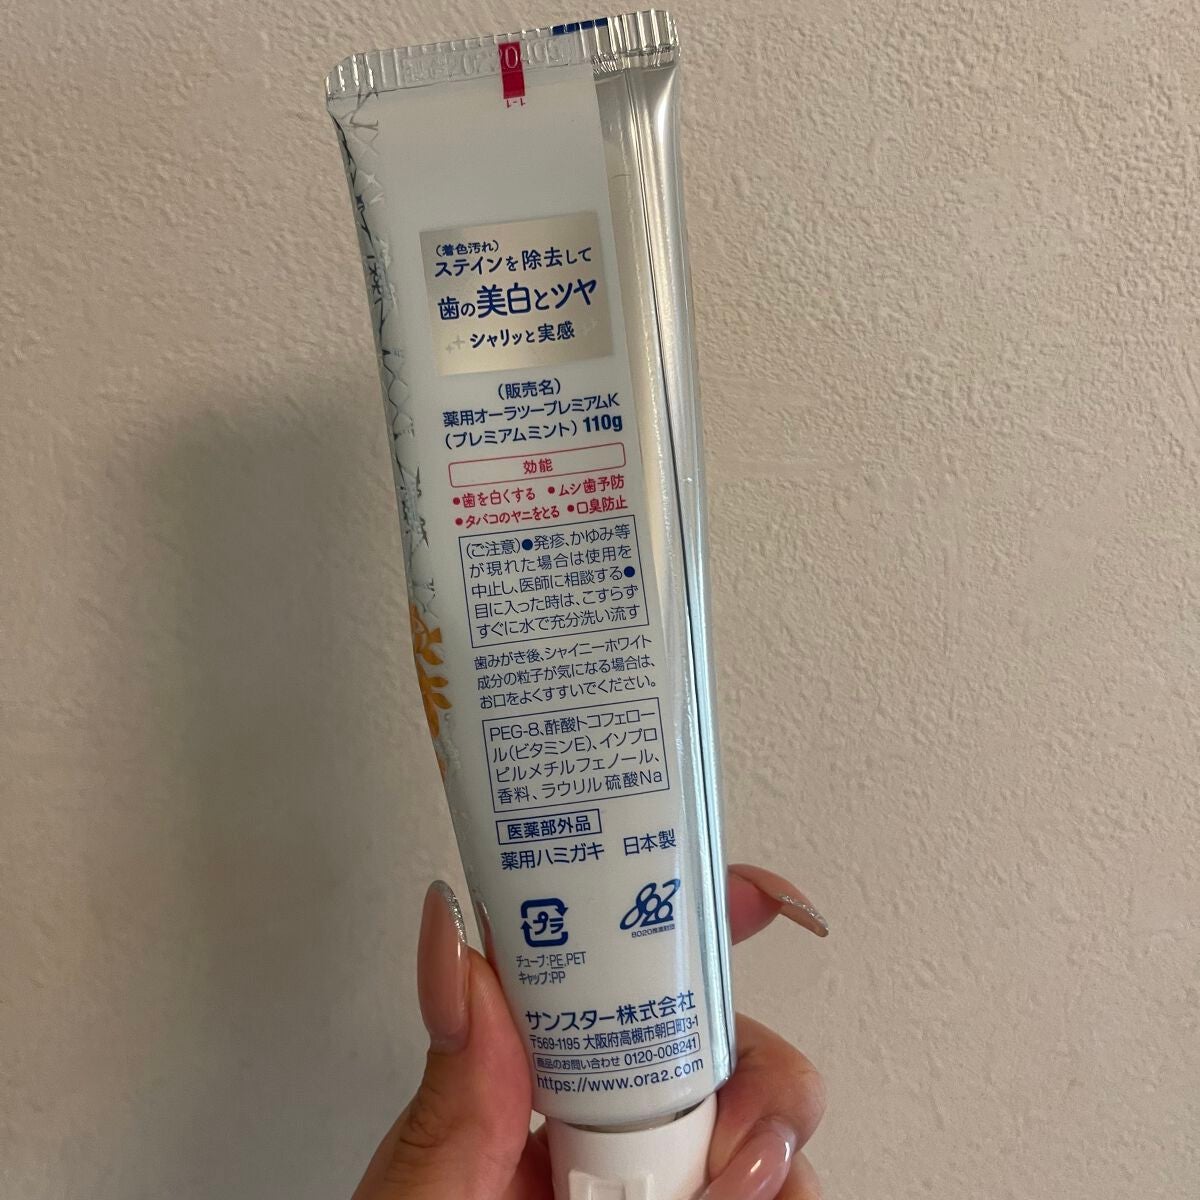 1-1
(着色汚れ)
ステインを除去して
歯の美白とツヤ
シャリッと実感
(販売名)
薬用オーラツープレミアムK
(プレミアムミント) 110g
効能
●歯を白くする ●ムシ歯予防
●タバコのヤニをとる ●口臭防止
(ご注意)●発疹、かゆみ等
が現れた場合は使用を
中止し、医師に相談する●
目に入った時は、こすらず
すぐに水で充分洗い流す
歯みがき後、シャイニーホワイト
成分の粒子が気になる場合は、
お口をよくすすいでください。
PEG-8、酢酸トコフェロー
ル(ビタミンE)、イソプロ
ピルメチルフェノール、
香料、ラウリル硫酸Na
医薬部外品
薬用ハミガキ 日本製
プラ
8020
8020推進財団
チューブ:PE,PET
キャップ:PP
サンスター株式会社
〒569-1195 大阪府高槻市朝日町3-1
商品のお問い合わせ 0120-008241
https://www.ora2.com